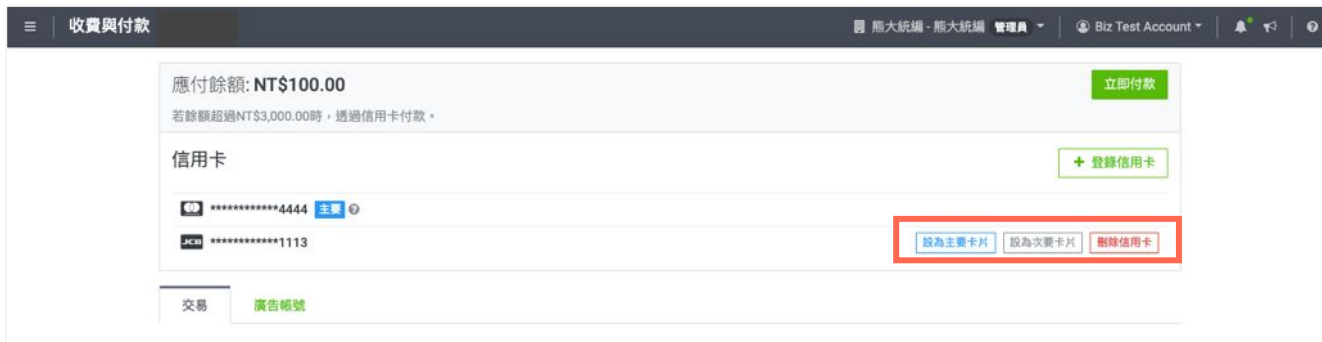 收費與付款
熊大統編 - 熊大統編 管理員
Biz Test Account
應付餘額: NT$100.00
立即付款
若餘額超過NT$3,000.00時，透過信用卡付款。
信用卡
+ 登錄信用卡
************4444 主要
JCB ************1113
設為主要卡片 設為次要卡片 刪除信用卡
交易 廣告帳號